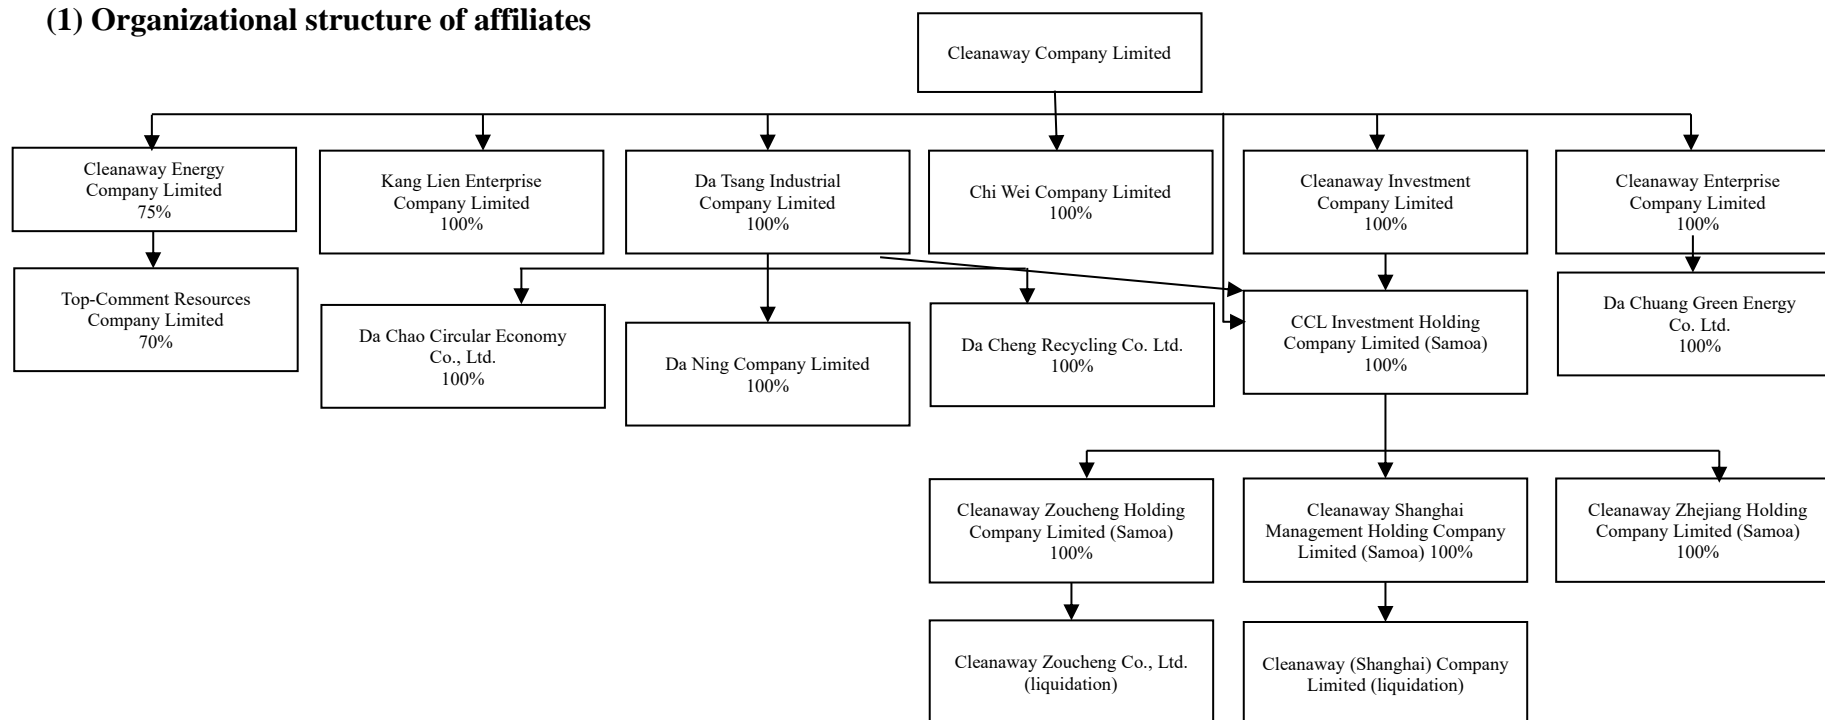 (1) Organizational structure of affiliates
Cleanaway Company Limited
Cleanaway Energy
Company Limited
75%
Kang Lien Enterprise
Company Limited
100%
Da Tsang Industrial
Company Limited
100%
Chi Wei Company Limited
100%
Cleanaway Investment
Company Limited
100%
Cleanaway Enterprise
Company Limited
100%
Top-Comment Resources
Company Limited
70%
Da Chao Circular Economy
Co., Ltd.
100%
Da Ning Company Limited
100%
Da Cheng Recycling Co. Ltd.
100%
CCL Investment Holding
Company Limited (Samoa)
100%
Da Chuang Green Energy
Co. Ltd.
100%
Cleanaway Zoucheng Holding
Company Limited (Samoa)
100%
Cleanaway Shanghai
Management Holding Company
Limited (Samoa) 100%
Cleanaway Zhejiang Holding
Company Limited (Samoa)
100%
Cleanaway Zoucheng Co., Ltd.
(liquidation)
Cleanaway (Shanghai) Company
Limited (liquidation)